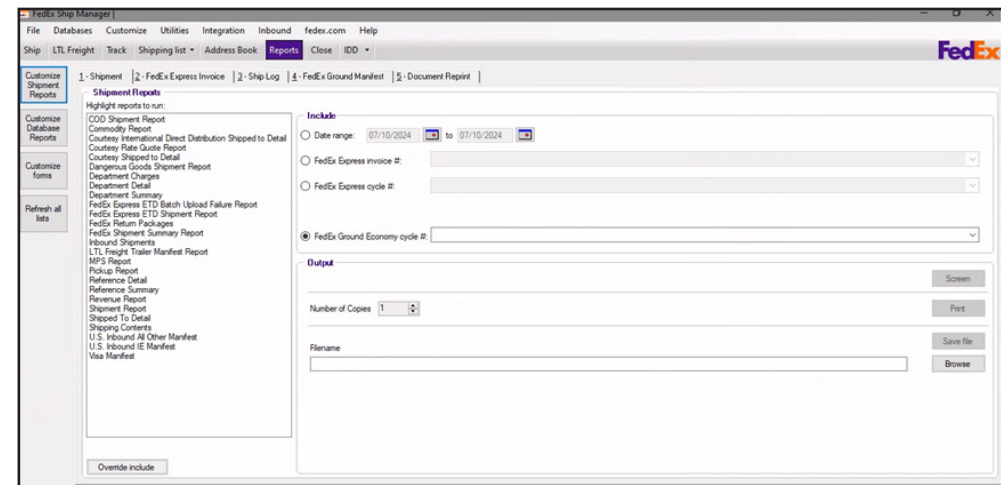 FedEx Ship Manager |
File Databases Customize Utilities Integration Inbound fedex.com Help
Ship LTL Freight Track Shipping list Address Book Reports Close IDD
FedEx
Customize
Shipment
Reports
Customize
Database
Reports
Customize
forms
Refresh all
lists
1 - Shipment | 2 - FedEx Express Invoice | 3 - Ship Log | 4 - FedEx Ground Manifest | 5 - Document Reprint |
Shipment Reports
Highlight reports to run:
COD Shipment Report
Commodity Report
Courtesy International Direct Distribution Shipped to Detail
Courtesy Rate Quote Report
Courtesy Shipped to Detail
Dangerous Goods Shipment Report
Department Charges
Department Detail
Department Summary
FedEx Express ETD Batch Upload Failure Report
FedEx Express ETD Shipment Report
FedEx Return Packages
FedEx Shipment Summary Report
Inbound Shipments
LTL Freight Trailer Manifest Report
MPS Report
Pickup Report
Reference Detail
Reference Summary
Revenue Report
Shipment Report
Shipped To Detail
Shipping Contents
U.S. Inbound All Other Manifest
U.S. Inbound IE Manifest
Visa Manifest
Override include
Include
Date range: 07/10/2024 to 07/10/2024
FedEx Express invoice #:
FedEx Express cycle #:
FedEx Ground Economy cycle #:
Output
Screen
Number of Copies 1
Print
Save file
Filename
Browse